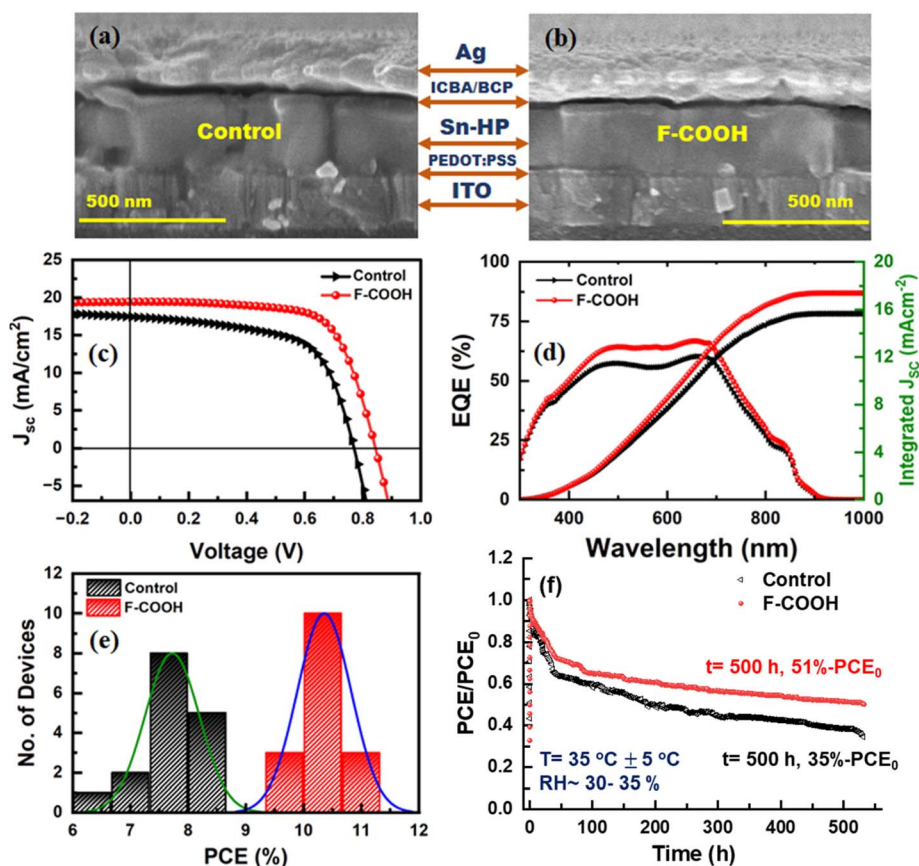 (a)
Control
500 nm
Ag
ICBA/BCP
Sn-HP
PEDOT:PSS
ITO
(b)
F-COOH
500 nm
25
20
15
10
5
0
−5
Jsc (mA/cm²)
Control
F-COOH
(c)
−0.2
0.0
0.2
0.4
0.6
0.8
1.0
Voltage (V)
100
75
50
25
0
EQE (%)
Control
F-COOH
(d)
20
16
12
8
4
0
Integrated JSC (mAcm⁻²)
400
600
800
1000
Wavelength (nm)
12
10
8
6
4
2
0
No. of Devices
Control
F-COOH
(e)
6
7
8
9
10
11
12
PCE (%)
1.2
1.0
0.8
0.6
0.4
0.2
0.0
PCE/PCE₀
(f)
Control
F-COOH
t= 500 h, 51%-PCE₀
T= 35 °C ± 5 °C
RH~ 30- 35 %
t= 500 h, 35%-PCE₀
0
100
200
300
400
500
Time (h)